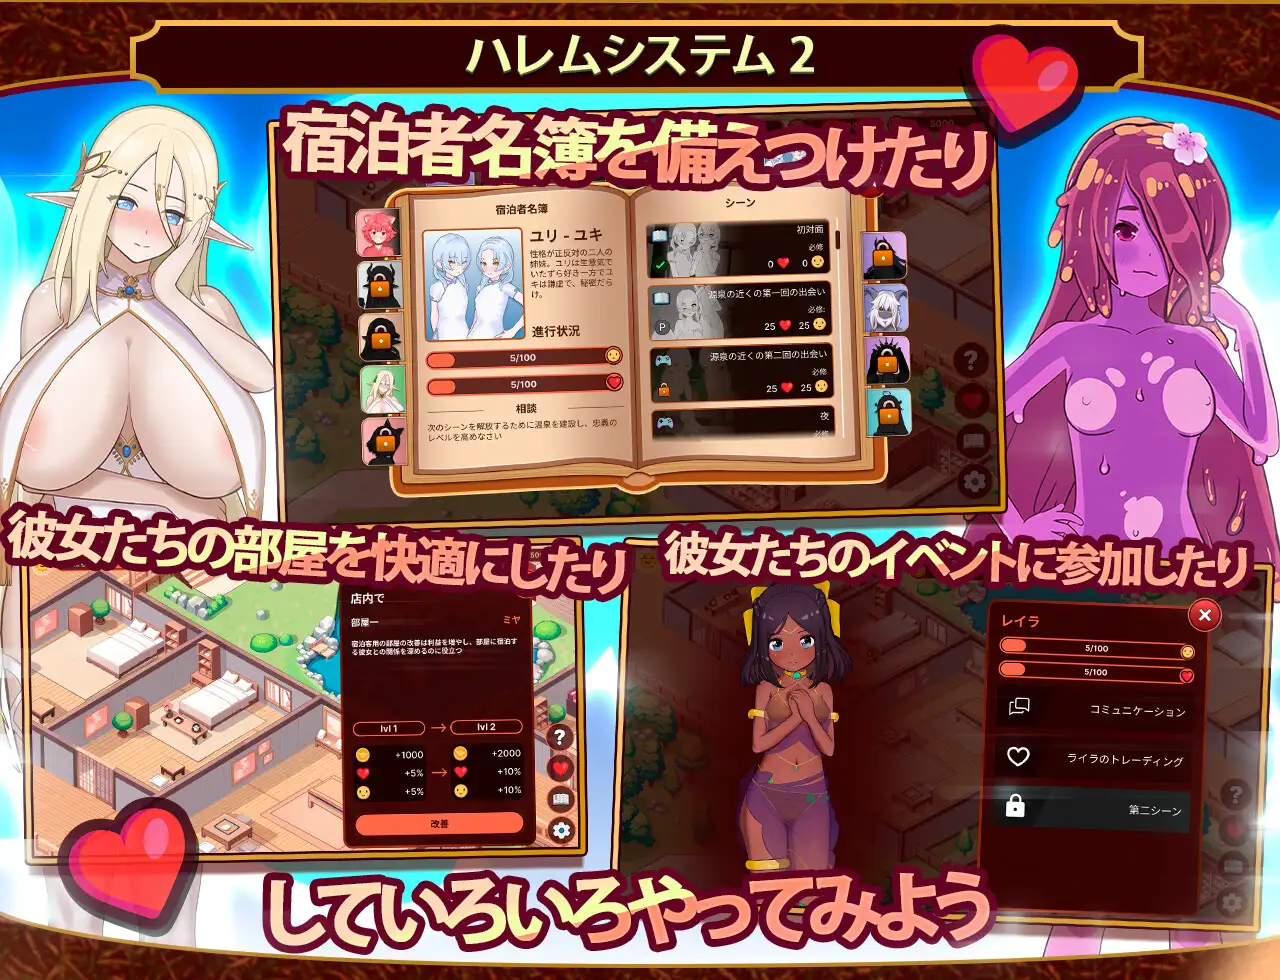 ハレムシステム 2
宿泊者名簿を備えつけたり
宿泊者名簿
ユリ - ユキ
性格が正反対の二人の
姉妹。ユリは生意気で
いたずら好き一方でユ
キは謙虚で、秘密だら
け。
進行状況
5/100
5/100
相談
次のシーンを解放するために温泉を建設し、忠義の
レベルを高めなさい
シーン
初対面
必修
0 0
源泉の近くの第一回の出会い
必修:
P
25 25
源泉の近くの第二回の出会い
必修
25 25
夜
必修
?
彼女たちの部屋を快適にしたり
店内で
部屋一
ミヤ
宿泊客用の部屋の改善は利益を増やし、部屋に宿泊す
る彼女との関係を深めるのに役立つ
lvl 1 → lvl 2
+1000 +2000
+5% → +10%
+5% +10%
改善
?
彼女たちのイベントに参加したり
レイラ
5/100
5/100
コミュニケーション
ライラのトレーディング
第二シーン
?
していろいろやってみよう